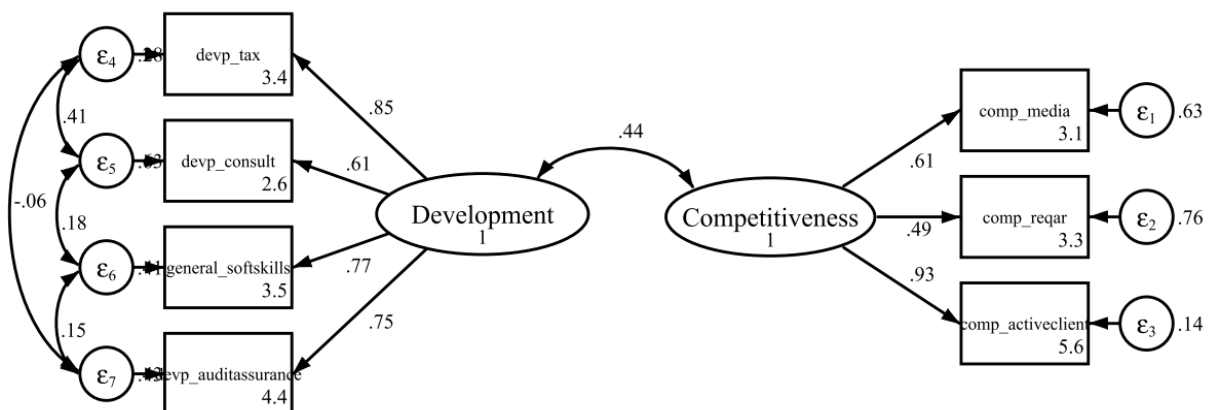 ε4
.28
devp_tax
3.4
.41
.85
ε5
devp_consult
2.6
.61
-.06
.18
ε6
general_softskills
3.5
.77
.15
ε7
devp_auditassurance
4.4
.75
Development
1
.44
Competitiveness
1
.61
comp_media
3.1
ε1
.63
.49
comp_reqar
3.3
ε2
.76
.93
comp_activeclient
5.6
ε3
.14